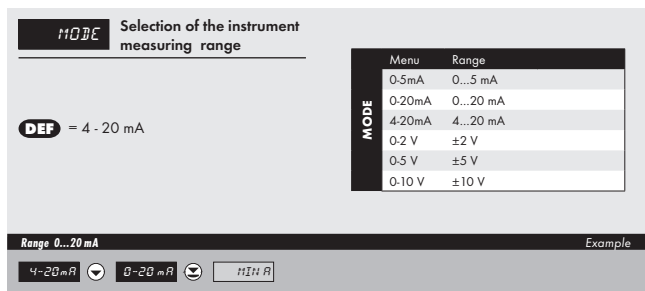 MODE
Selection of the instrument
measuring range
DEF = 4 - 20 mA
MODE
Menu Range
0-5mA 0...5 mA
0-20mA 0...20 mA
4-20mA 4...20 mA
0-2 V ±2 V
0-5 V ±5 V
0-10 V ±10 V
Range 0...20 mA Example
4-20mA 0-20 mA MIN A